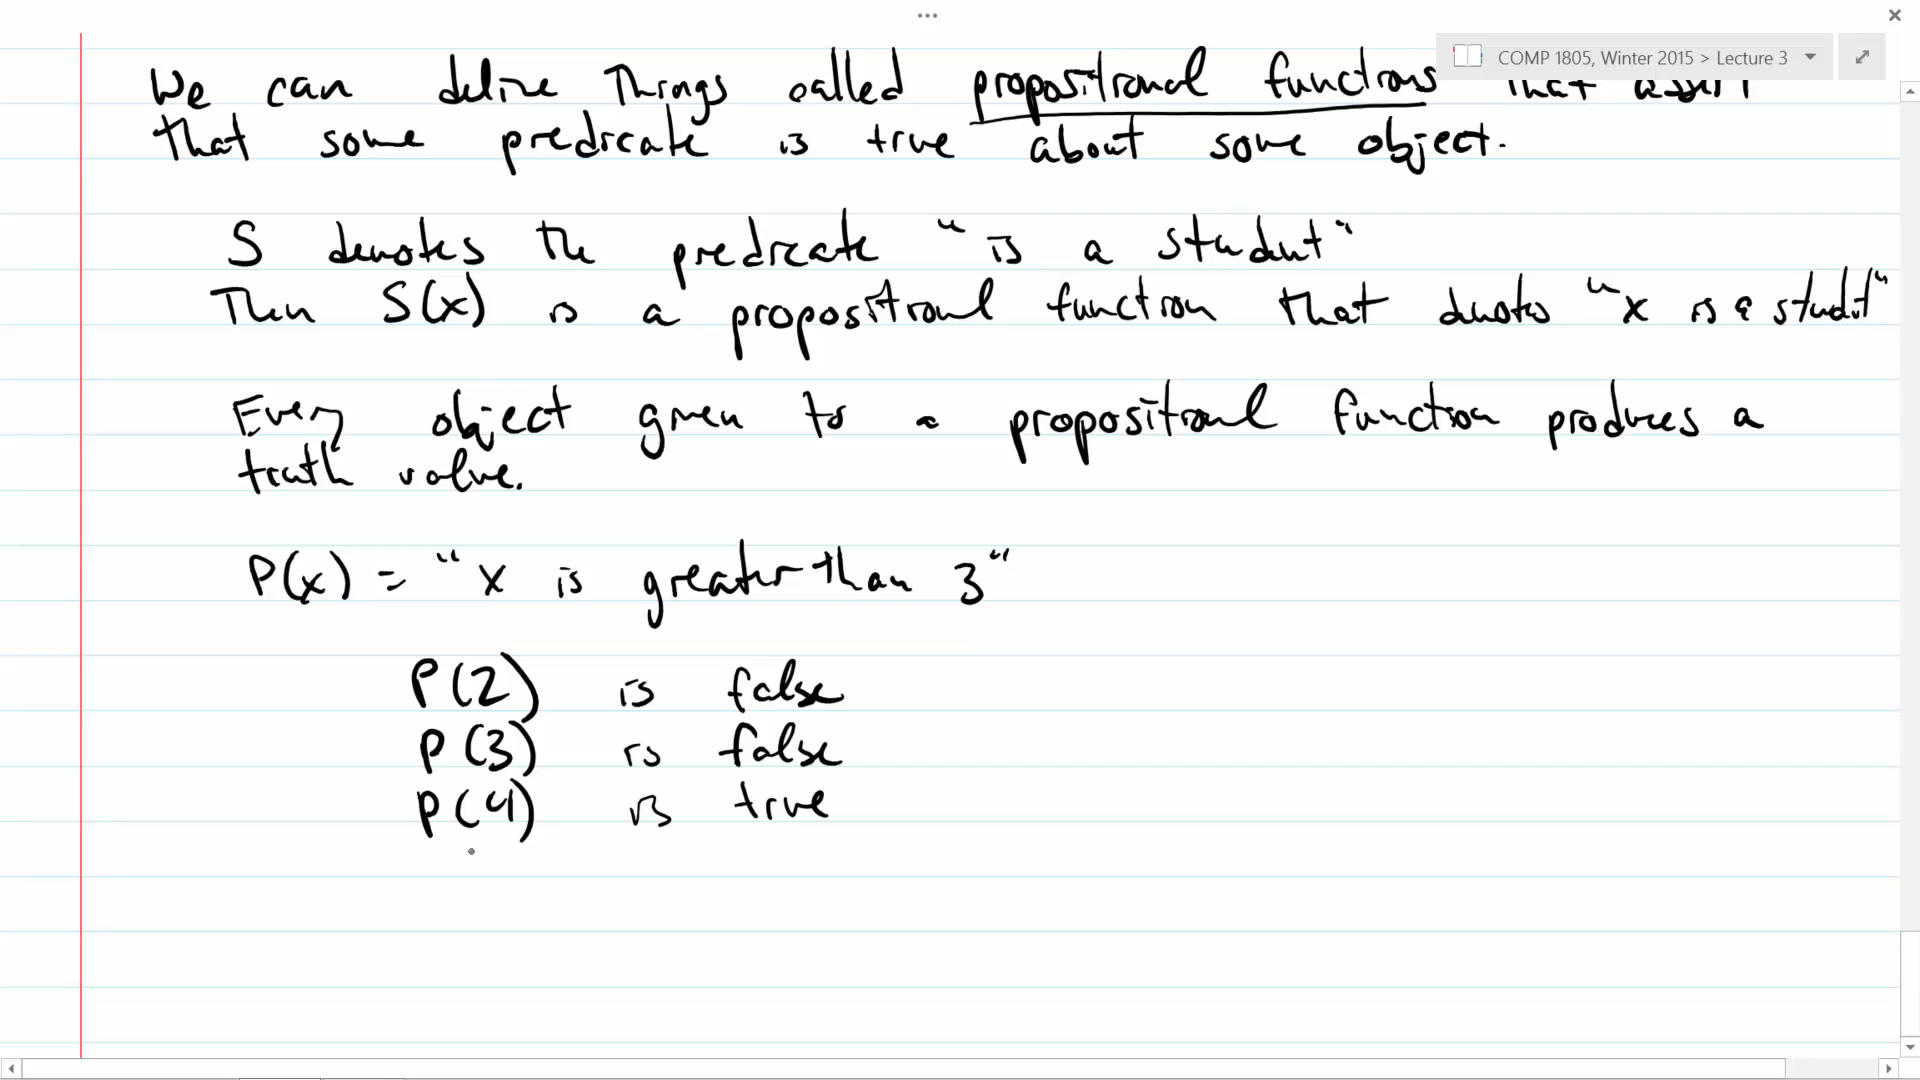 COMP 1805, Winter 2015 > Lecture 3
We can define things called propositional functions that assert
that some predicate is true about some object.
S denotes the predicate "is a student"
Then S(x) is a propositional function that denotes "x is a student"
Every object given to a propositional function produces a
truth value.
P(x) = "x is greater than 3"
P(2) is false
P(3) is false
P(4) is true